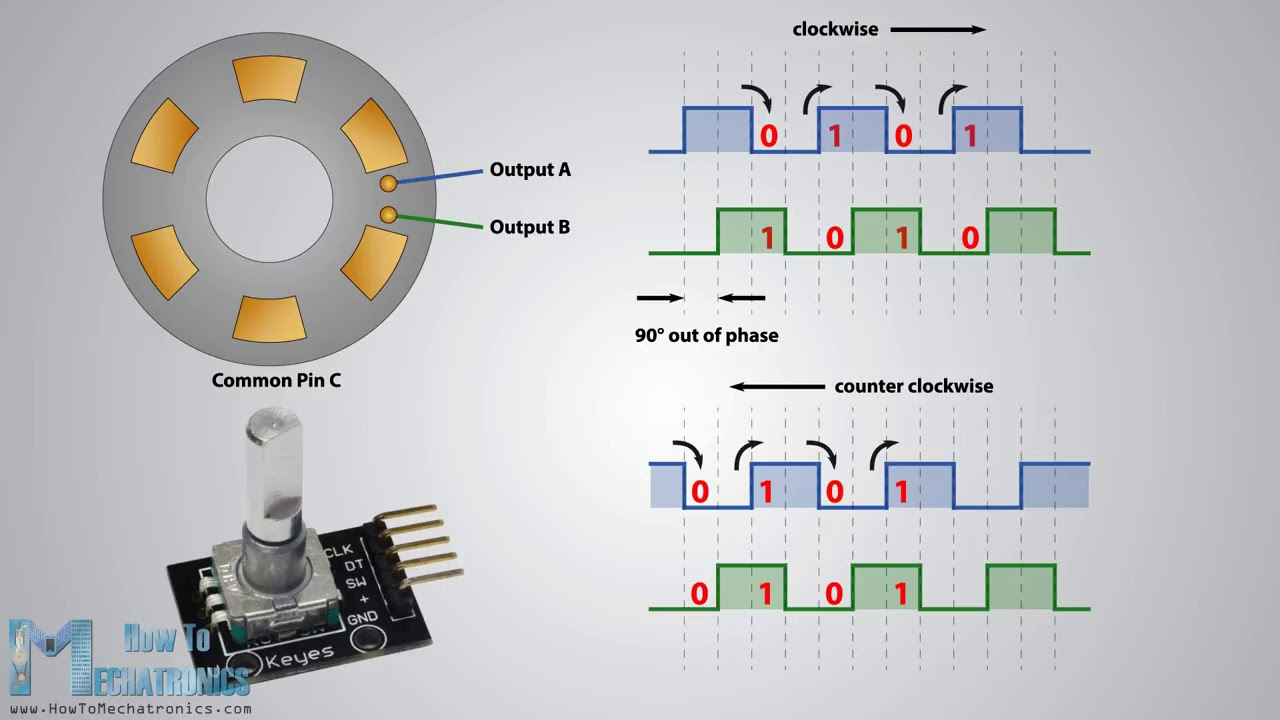 clockwise
Output A
0 1 0 1
Output B
1 0 1 0
90° out of phase
Common Pin C
counter clockwise
0 1 0 1
0 1 0 1
CLK
DT
SW
+
GND
Keyes
How To
Mechatronics
www.HowToMechatronics.com